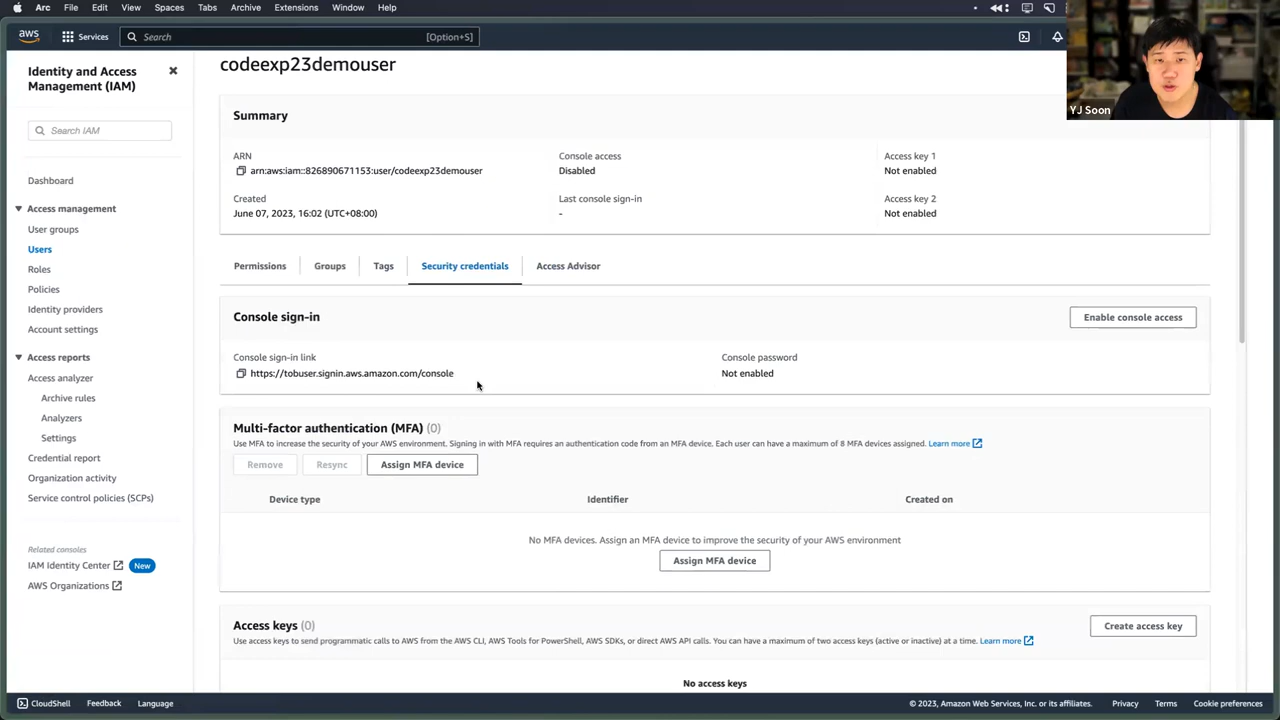 Arc File Edit View Spaces Tabs Archive Extensions Window Help
aws Services Search [Option+S]
YJ Soon
Identity and Access Management (IAM)
Search IAM
Dashboard
Access management
User groups
Users
Roles
Policies
Identity providers
Account settings
Access reports
Access analyzer
Archive rules
Analyzers
Settings
Credential report
Organization activity
Service control policies (SCPs)
Related consoles
IAM Identity Center New
AWS Organizations
codeexp23demouser
Summary
ARN
arn:aws:iam::826890671153:user/codeexp23demouser
Console access
Disabled
Access key 1
Not enabled
Created
June 07, 2023, 16:02 (UTC+08:00)
Last console sign-in
-
Access key 2
Not enabled
Permissions Groups Tags Security credentials Access Advisor
Console sign-in
Enable console access
Console sign-in link
https://tobuser.signin.aws.amazon.com/console
Console password
Not enabled
Multi-factor authentication (MFA) (0)
Use MFA to increase the security of your AWS environment. Signing in with MFA requires an authentication code from an MFA device. Each user can have a maximum of 8 MFA devices assigned. Learn more
Remove Resync Assign MFA device
Device type Identifier Created on
No MFA devices. Assign an MFA device to improve the security of your AWS environment
Assign MFA device
Access keys (0)
Create access key
Use access keys to send programmatic calls to AWS from the AWS CLI, AWS Tools for PowerShell, AWS SDKs, or direct AWS API calls. You can have a maximum of two access keys (active or inactive) at a time. Learn more
No access keys
CloudShell Feedback Language © 2023, Amazon Web Services, Inc. or its affiliates. Privacy Terms Cookie preferences